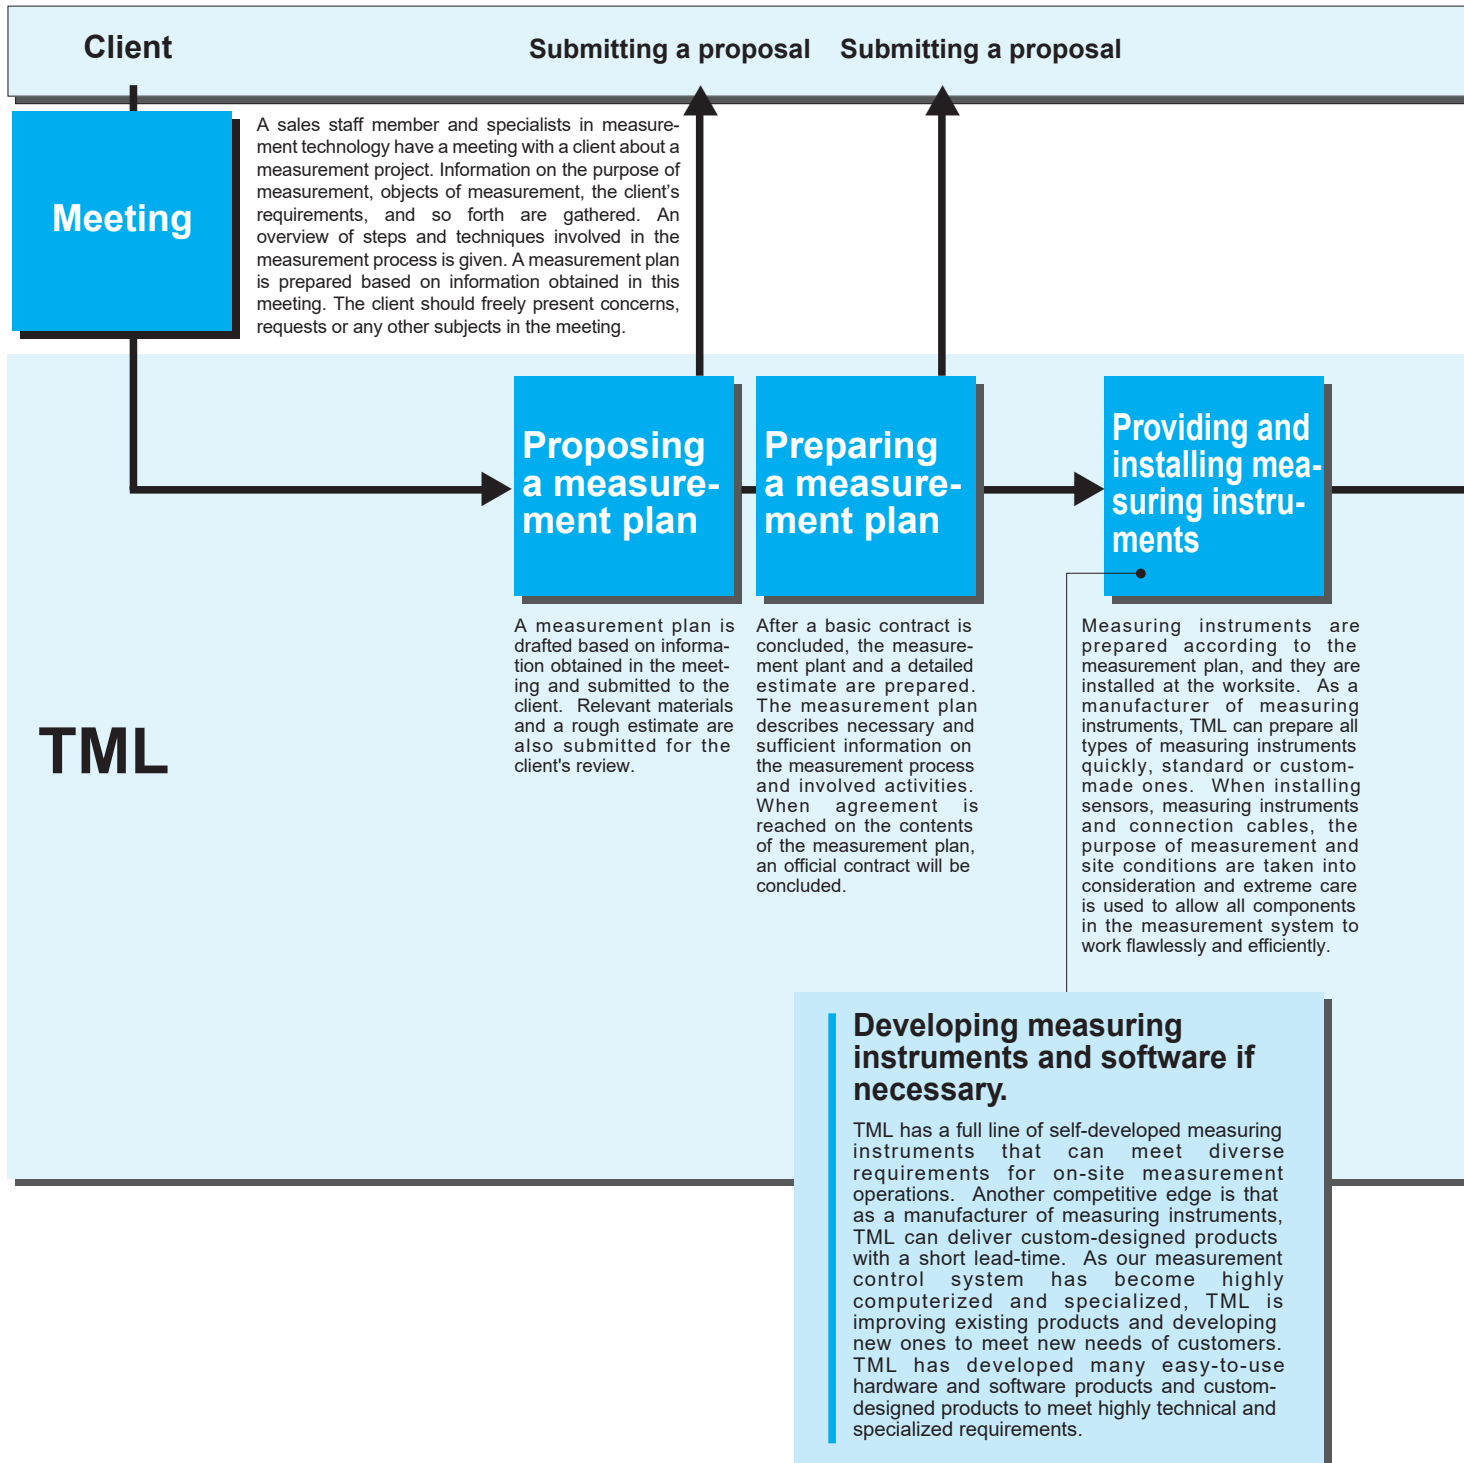 Client
Submitting a proposal
Submitting a proposal
Meeting
A sales staff member and specialists in measure-
ment technology have a meeting with a client about a
measurement project. Information on the purpose of
measurement, objects of measurement, the client’s
requirements, and so forth are gathered. An
overview of steps and techniques involved in the
measurement process is given. A measurement plan
is prepared based on information obtained in this
meeting. The client should freely present concerns,
requests or any other subjects in the meeting.
TML
Proposing
a measure-
ment plan
A measurement plan is
drafted based on informa-
tion obtained in the meet-
ing and submitted to the
client. Relevant materials
and a rough estimate are
also submitted for the
client's review.
Preparing
a measure-
ment plan
After a basic contract is
concluded, the measure-
ment plant and a detailed
estimate are prepared.
The measurement plan
describes necessary and
sufficient information on
the measurement process
and involved activities.
When agreement is
reached on the contents
of the measurement plan,
an official contract will be
concluded.
Providing and
installing mea-
suring instru-
ments
Measuring instruments are
prepared according to the
measurement plan, and they are
installed at the worksite. As a
manufacturer of measuring
instruments, TML can prepare all
types of measuring instruments
quickly, standard or custom-
made ones. When installing
sensors, measuring instruments
and connection cables, the
purpose of measurement and
site conditions are taken into
consideration and extreme care
is used to allow all components
in the measurement system to
work flawlessly and efficiently.
Developing measuring
instruments and software if
necessary.
TML has a full line of self-developed measuring
instruments that can meet diverse
requirements for on-site measurement
operations. Another competitive edge is that
as a manufacturer of measuring instruments,
TML can deliver custom-designed products
with a short lead-time. As our measurement
control system has become highly
computerized and specialized, TML is
improving existing products and developing
new ones to meet new needs of customers.
TML has developed many easy-to-use
hardware and software products and custom-
designed products to meet highly technical and
specialized requirements.